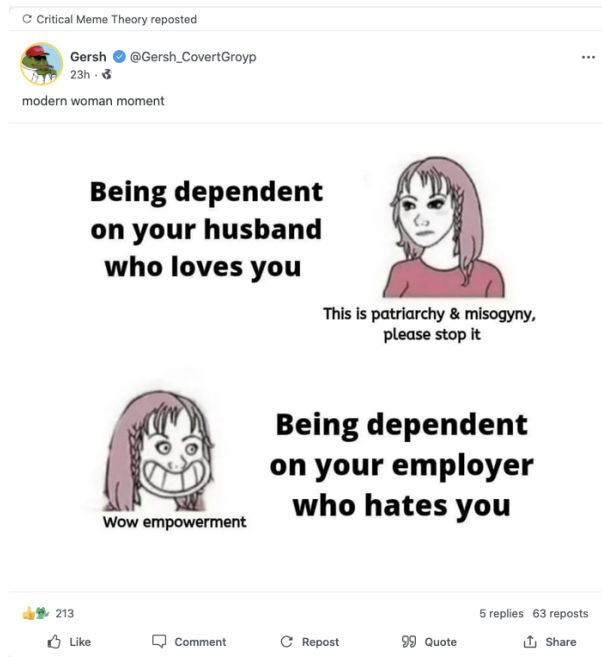 Critical Meme Theory reposted
Gersh @Gersh_CovertGroyp
23h ·
modern woman moment
Being dependent
on your husband
who loves you
This is patriarchy & misogyny,
please stop it
Being dependent
on your employer
who hates you
Wow empowerment
213
5 replies 63 reposts
Like
Comment
Repost
Quote
Share